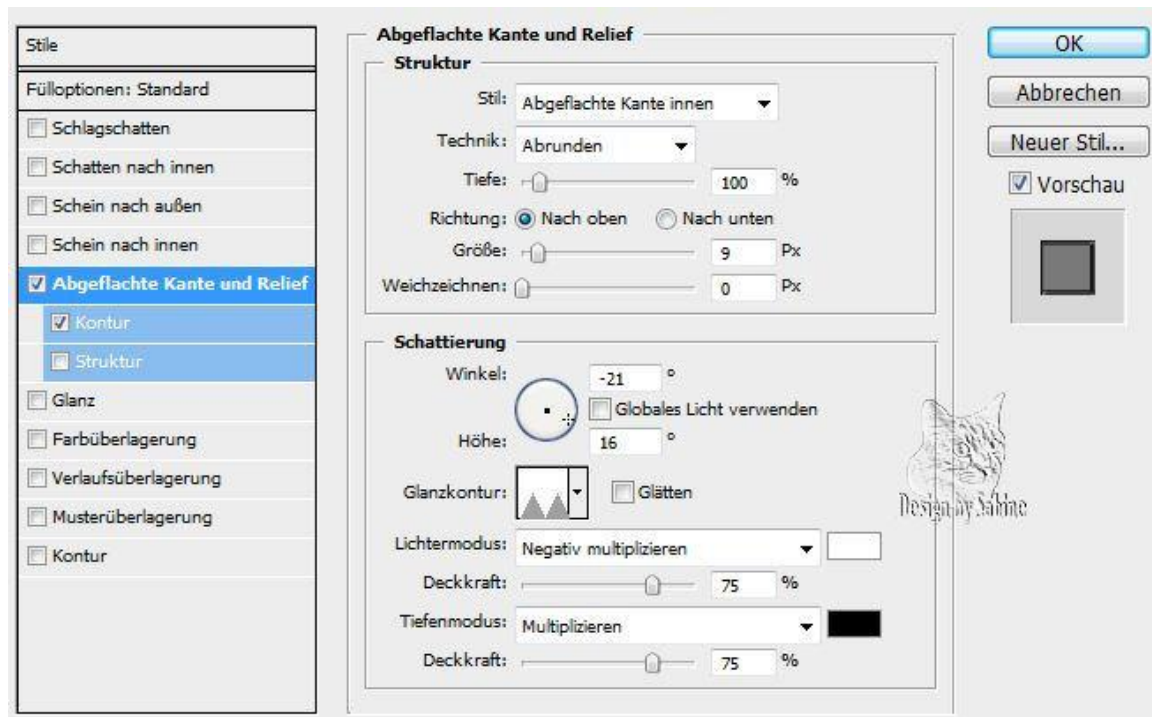 Stile
Fülloptionen: Standard
Schlagschatten
Schatten nach innen
Schein nach außen
Schein nach innen
Abgeflachte Kante und Relief
Kontur
Struktur
Glanz
Farbüberlagerung
Verlaufsüberlagerung
Musterüberlagerung
Kontur
Abgeflachte Kante und Relief
Struktur
Stil: Abgeflachte Kante innen
Technik: Abrunden
Tiefe: 100 %
Richtung: Nach oben Nach unten
Größe: 9 Px
Weichzeichnen: 0 Px
Schattierung
Winkel: -21 °
Globales Licht verwenden
Höhe: 16 °
Glanzkontur: Glätten
Lichtermodus: Negativ multiplizieren
Deckkraft: 75 %
Tiefenmodus: Multiplizieren
Deckkraft: 75 %
OK
Abbrechen
Neuer Stil...
Vorschau
Design by Sabine